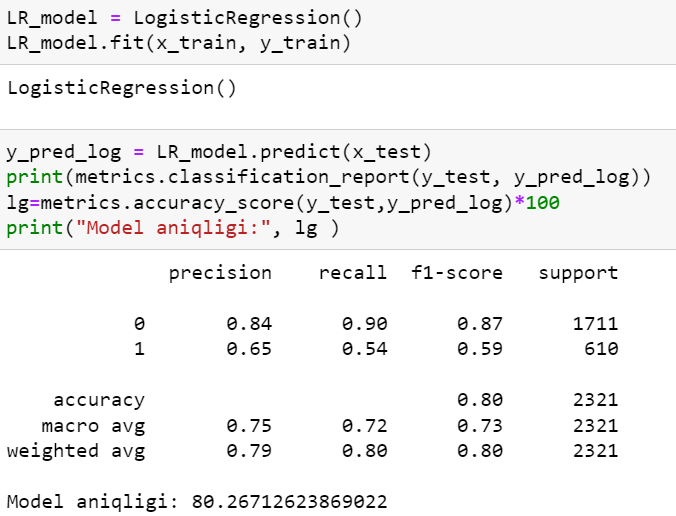 LR_model = LogisticRegression()
LR_model.fit(x_train, y_train)
LogisticRegression()
y_pred_log = LR_model.predict(x_test)
print(metrics.classification_report(y_test, y_pred_log))
lg=metrics.accuracy_score(y_test,y_pred_log)*100
print("Model aniqligi:", lg )
precision recall f1-score support
0 0.84 0.90 0.87 1711
1 0.65 0.54 0.59 610
accuracy 0.80 2321
macro avg 0.75 0.72 0.73 2321
weighted avg 0.79 0.80 0.80 2321
Model aniqligi: 80.26712623869022